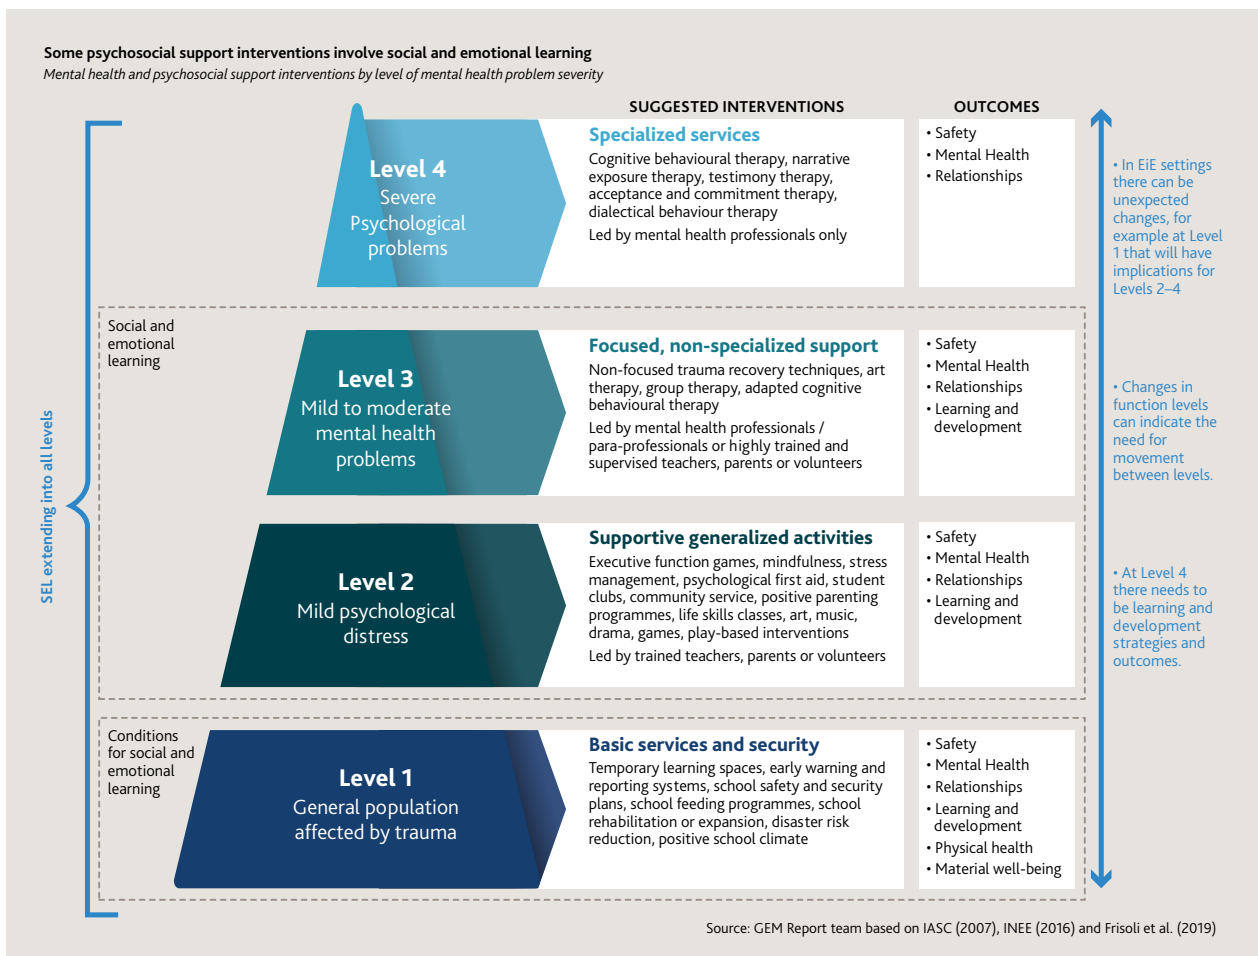 Some psychosocial support interventions involve social and emotional learning
Mental health and psychosocial support interventions by level of mental health problem severity
SUGGESTED INTERVENTIONS
OUTCOMES
SEL extending into all levels
Level 4
Severe
Psychological
problems
Specialized services
Cognitive behavioural therapy, narrative
exposure therapy, testimony therapy,
acceptance and commitment therapy,
dialectical behaviour therapy
Led by mental health professionals only
• Safety
• Mental Health
• Relationships
• In EiE settings
there can be
unexpected
changes, for
example at Level
1 that will have
implications for
Levels 2–4
Social and
emotional
learning
Level 3
Mild to moderate
mental health
problems
Focused, non-specialized support
Non-focused trauma recovery techniques, art
therapy, group therapy, adapted cognitive
behavioural therapy
Led by mental health professionals /
para-professionals or highly trained and
supervised teachers, parents or volunteers
• Safety
• Mental Health
• Relationships
• Learning and
development
• Changes in
function levels
can indicate the
need for
movement
between levels.
Level 2
Mild psychological
distress
Supportive generalized activities
Executive function games, mindfulness, stress
management, psychological first aid, student
clubs, community service, positive parenting
programmes, life skills classes, art, music,
drama, games, play-based interventions
Led by trained teachers, parents or volunteers
• Safety
• Mental Health
• Relationships
• Learning and
development
• At Level 4
there needs to
be learning and
development
strategies and
outcomes.
Conditions
for social and
emotional
learning
Level 1
General population
affected by trauma
Basic services and security
Temporary learning spaces, early warning and
reporting systems, school safety and security
plans, school feeding programmes, school
rehabilitation or expansion, disaster risk
reduction, positive school climate
• Safety
• Mental Health
• Relationships
• Learning and
development
• Physical health
• Material well-being
Source: GEM Report team based on IASC (2007), INEE (2016) and Frisoli et al. (2019)